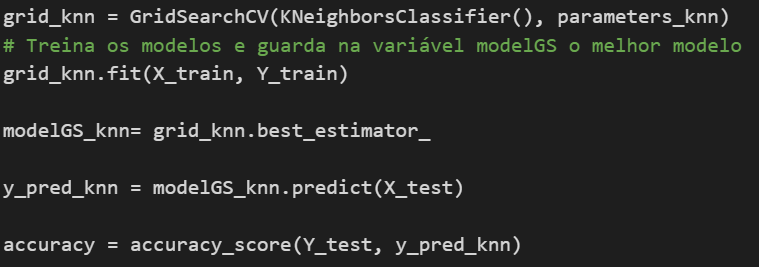 grid_knn = GridSearchCV(KNeighborsClassifier(), parameters_knn)
# Treina os modelos e guarda na variável modelGS o melhor modelo
grid_knn.fit(X_train, Y_train)
modelGS_knn= grid_knn.best_estimator_
y_pred_knn = modelGS_knn.predict(X_test)
accuracy = accuracy_score(Y_test, y_pred_knn)